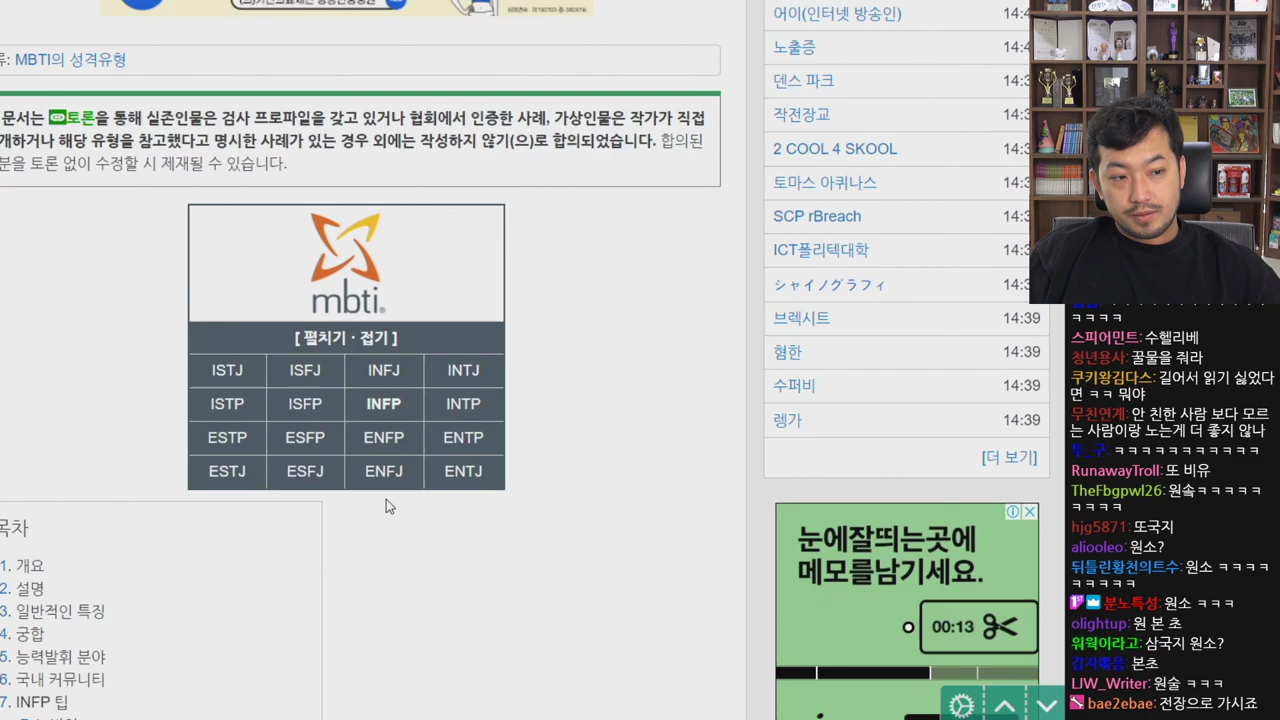 류: MBTI의 성격유형
문서는 토론을 통해 실존인물은 검사 프로파일을 갖고 있거나 협회에서 인증한 사례, 가상인물은 작가가 직접
개하거나 해당 유형을 참고했다고 명시한 사례가 있는 경우 외에는 작성하지 않기(으)로 합의되었습니다. 합의된
분을 토론 없이 수정할 시 제재될 수 있습니다.
mbti
[ 펼치기 · 접기 ]
ISTJ ISFJ INFJ INTJ
ISTP ISFP INFP INTP
ESTP ESFP ENFP ENTP
ESTJ ESFJ ENFJ ENTJ
목차
1. 개요
2. 설명
3. 일반적인 특징
4. 궁합
5. 능력발휘 분야
6. 국내 커뮤니티
7. INFP 팁
어이(인터넷 방송인)
노출증
덴스 파크
작전장교
2 COOL 4 SKOOL
토마스 아퀴나스
SCP rBreach
ICT폴리텍대학
シャイノグラフィ
브렉시트 14:39
혐한 14:39
수퍼비 14:39
렝가 14:39
[더 보기]
눈에잘띄는곳에
메모를남기세요.
00:13
ㅋㅋㅋㅋ
스피어민트: 수헬리베
청년용사: 꿀물을 줘라
쿠키왕김다스: 길어서 읽기 싫었다
면 ㅋㅋ 뭐야
무친연계: 안 친한 사람 보다 모르
는 사람이랑 노는게 더 좋지 않나
투_구: ㅋㅋㅋㅋㅋㅋㅋㅋㅋㅋㅋ
RunawayTroll: 또 비유
TheFbgpwl26: 원속ㅋㅋㅋㅋㅋ
ㅋㅋㅋㅋ
hjg5871: 또국지
aliooleo: 원소?
뒤틀린황천의트수: 원소 ㅋㅋㅋㅋ
ㅋㅋㅋㅋㅋ
분노특성: 원소 ㅋㅋㅋ
olightup: 원 본 초
워웍이라고: 삼국지 원소?
감자볶음: 본초
LJW_Writer: 원술 ㅋㅋㅋ
bae2ebae: 전장으로 가시죠